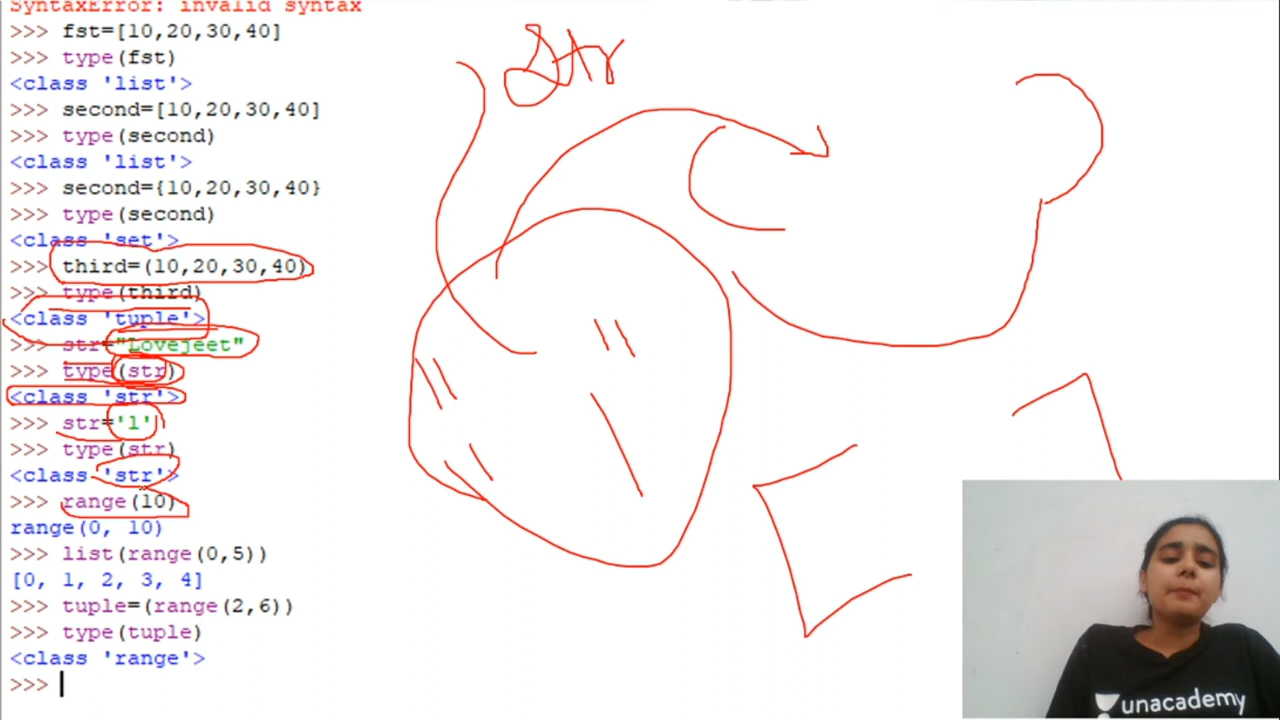 SyntaxError: invalid syntax
>>> fst=[10,20,30,40]
>>> type(fst)
<class 'list'>
>>> second=[10,20,30,40]
>>> type(second)
<class 'list'>
>>> second={10,20,30,40}
>>> type(second)
<class 'set'>
>>> third=(10,20,30,40)
>>> type(third)
<class 'tuple'>
>>> str="Lovejeet"
>>> type(str)
<class 'str'>
>>> str='l'
>>> type(str)
<class 'str'>
>>> range(10)
range(0, 10)
>>> list(range(0,5))
[0, 1, 2, 3, 4]
>>> tuple=(range(2,6))
>>> type(tuple)
<class 'range'>
>>>
Str
unacademy